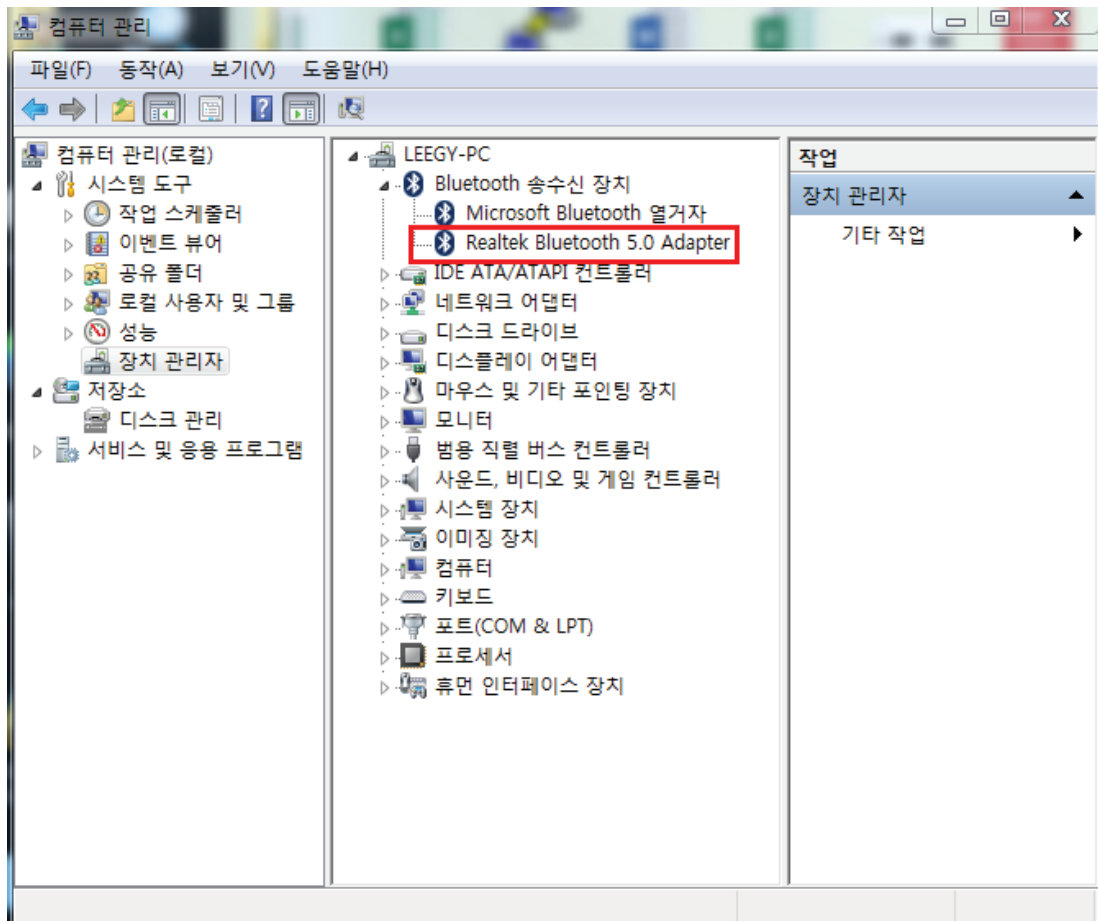 컴퓨터 관리
파일(F) 동작(A) 보기(V) 도움말(H)
컴퓨터 관리(로컬)
시스템 도구
작업 스케줄러
이벤트 뷰어
공유 폴더
로컬 사용자 및 그룹
성능
장치 관리자
저장소
디스크 관리
서비스 및 응용 프로그램
LEEGY-PC
Bluetooth 송수신 장치
Microsoft Bluetooth 열거자
Realtek Bluetooth 5.0 Adapter
IDE ATA/ATAPI 컨트롤러
네트워크 어댑터
디스크 드라이브
디스플레이 어댑터
마우스 및 기타 포인팅 장치
모니터
범용 직렬 버스 컨트롤러
사운드, 비디오 및 게임 컨트롤러
시스템 장치
이미징 장치
컴퓨터
키보드
포트(COM & LPT)
프로세서
휴먼 인터페이스 장치
작업
장치 관리자
기타 작업